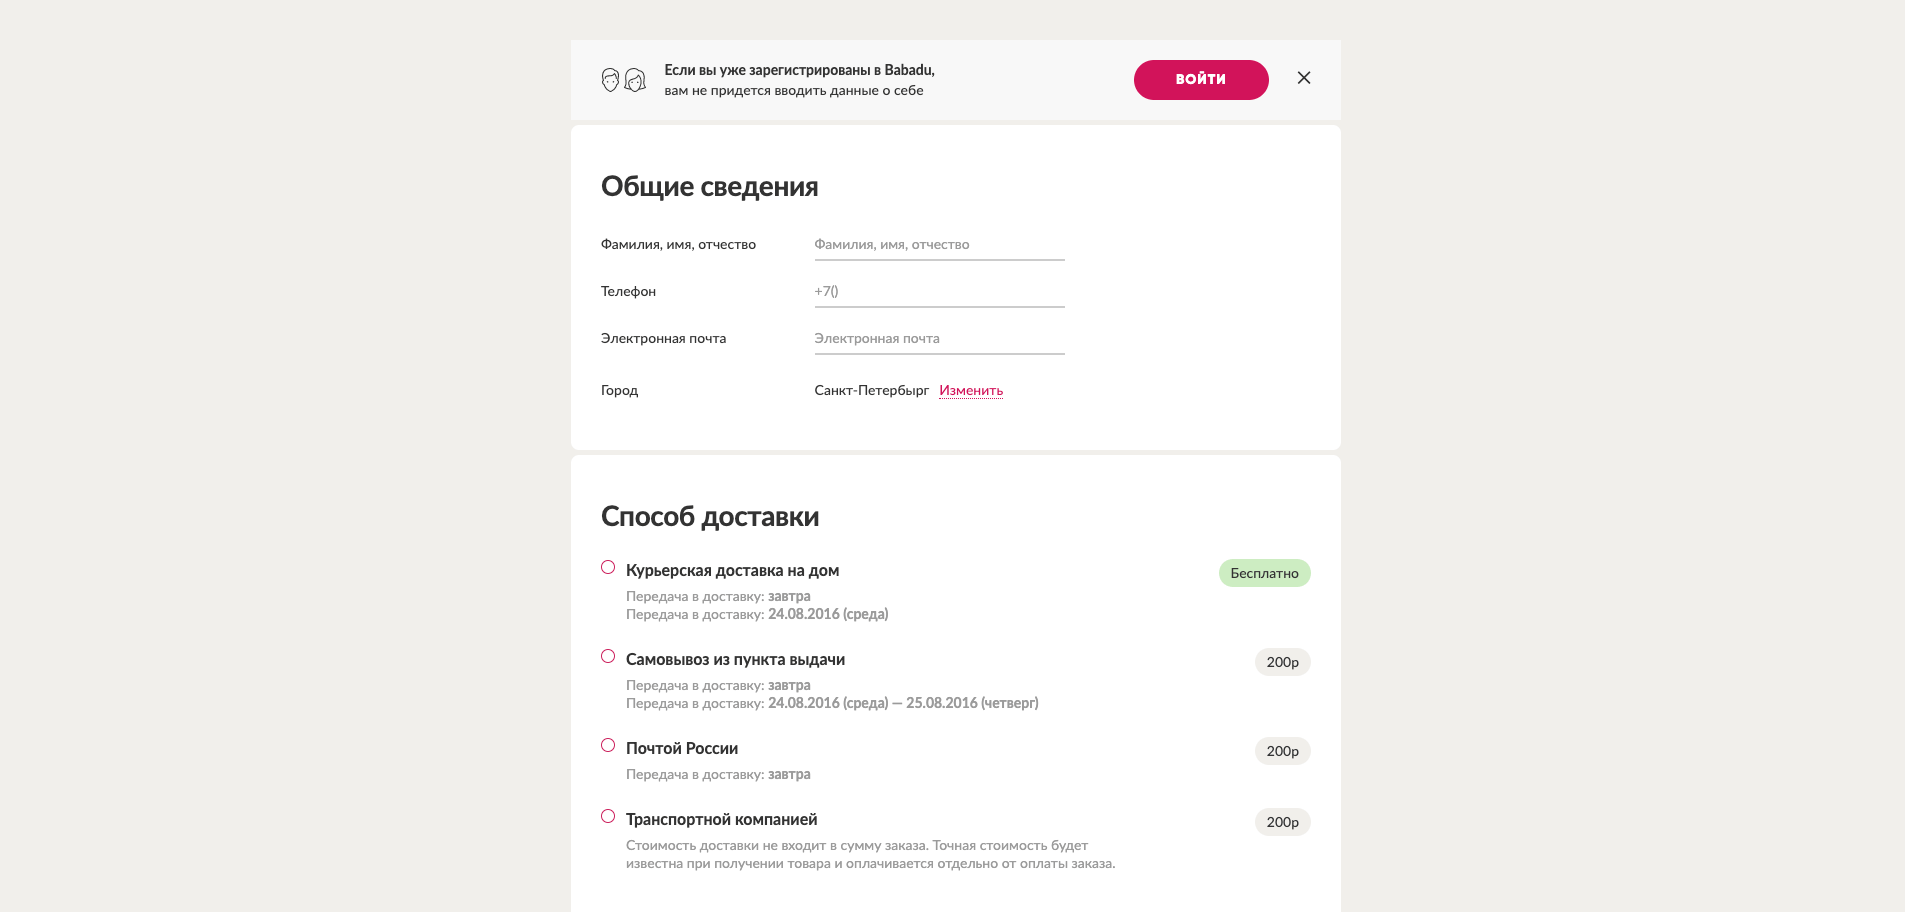 Если вы уже зарегистрированы в Babadu,
вам не придется вводить данные о себе
ВОЙТИ
Общие сведения
Фамилия, имя, отчество Фамилия, имя, отчество
Телефон +7()
Электронная почта Электронная почта
Город Санкт-Петербырг Изменить
Способ доставки
Курьерская доставка на дом Бесплатно
Передача в доставку: завтра
Передача в доставку: 24.08.2016 (среда)
Самовывоз из пункта выдачи 200р
Передача в доставку: завтра
Передача в доставку: 24.08.2016 (среда) — 25.08.2016 (четверг)
Почтой России 200р
Передача в доставку: завтра
Транспортной компанией 200р
Стоимость доставки не входит в сумму заказа. Точная стоимость будет
известна при получении товара и оплачивается отдельно от оплаты заказа.